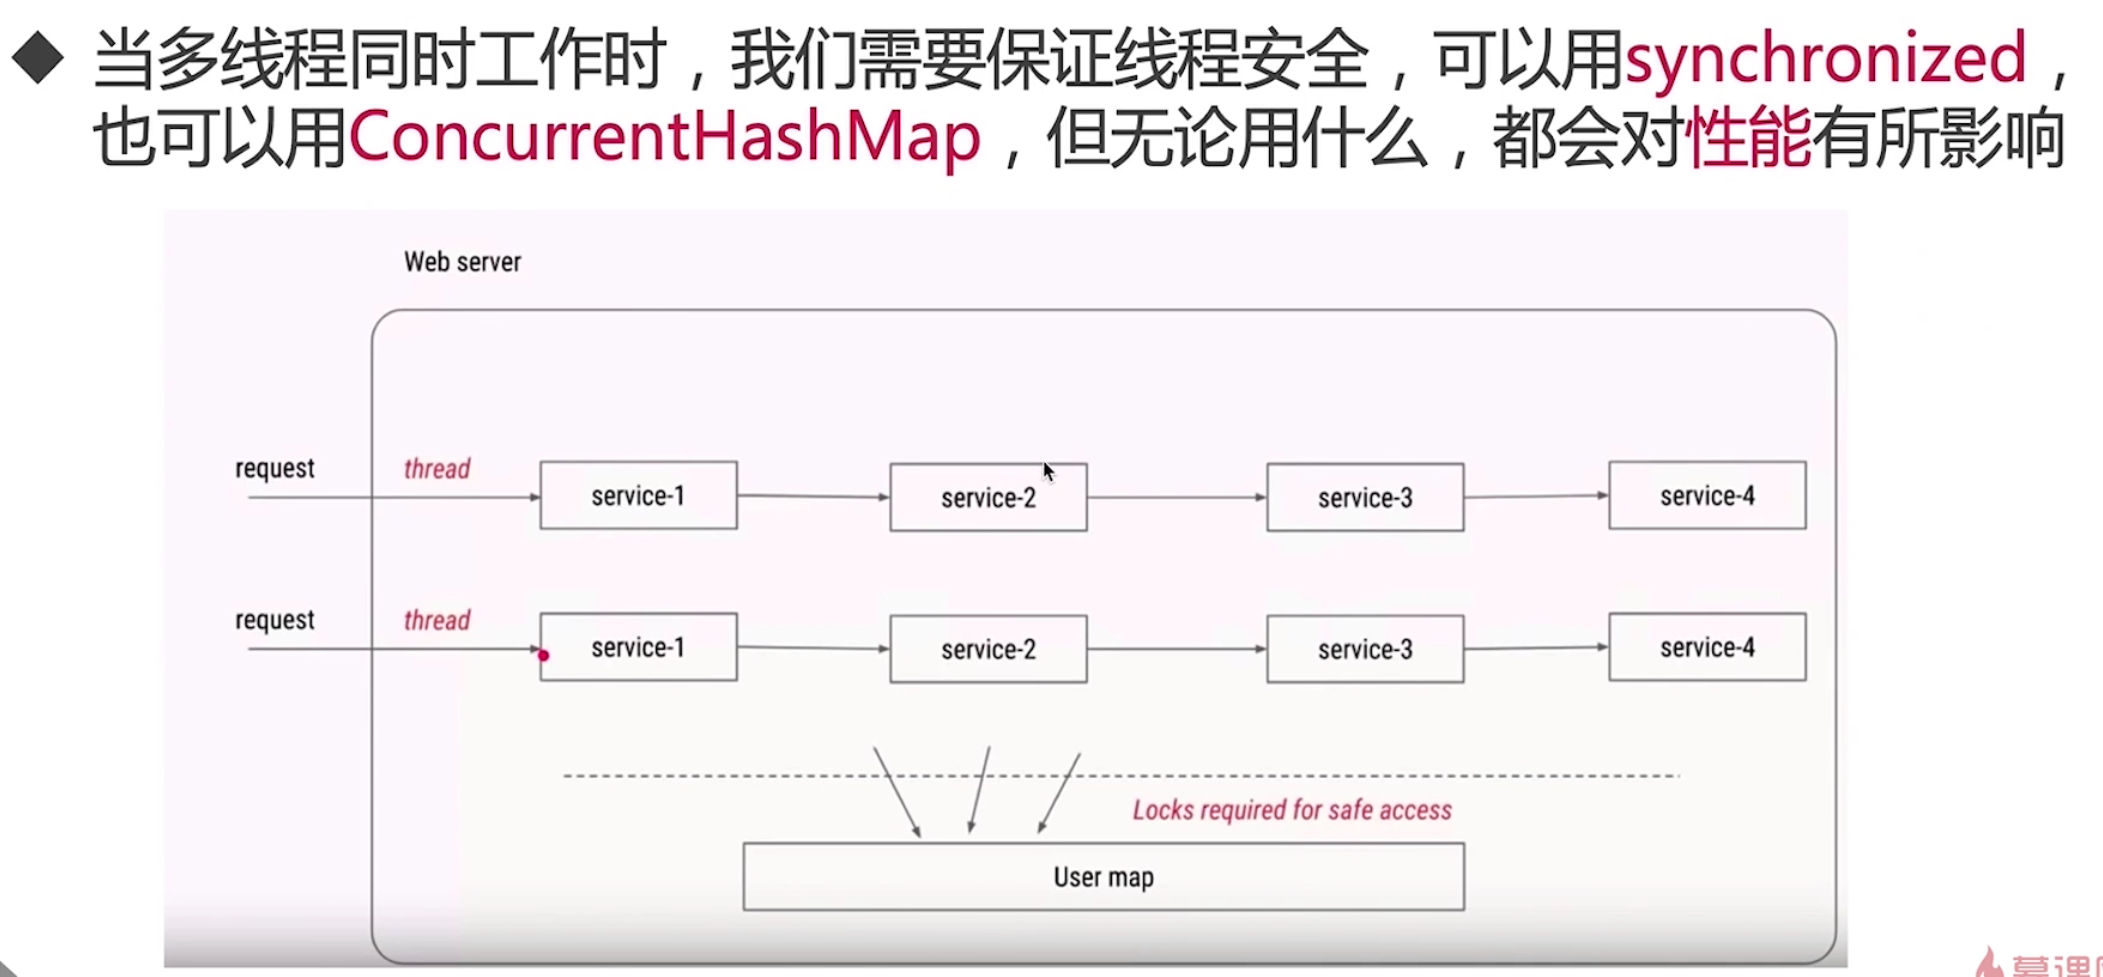 当多线程同时工作时，我们需要保证线程安全，可以用synchronized，
也可以用ConcurrentHashMap，但无论用什么，都会对性能有所影响
Web server
request
thread
service-1
service-2
service-3
service-4
request
thread
service-1
service-2
service-3
service-4
Locks required for safe access
User map
慕课